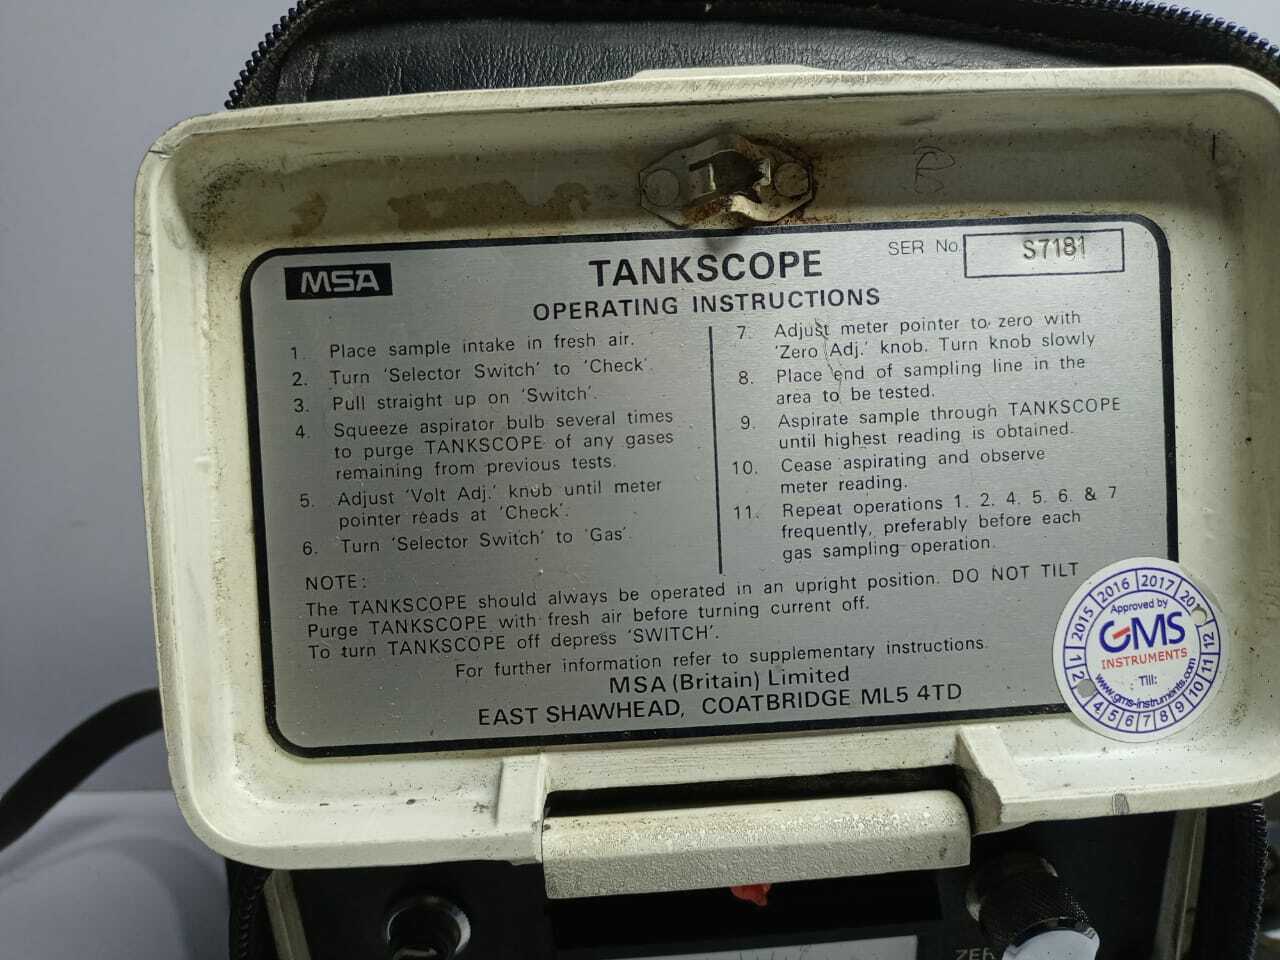 MSA
TANKSCOPE
SER No.
S7181
OPERATING INSTRUCTIONS
1. Place sample intake in fresh air.
2. Turn 'Selector Switch' to 'Check'.
3. Pull straight up on 'Switch'.
4. Squeeze aspirator bulb several times
to purge TANKSCOPE of any gases
remaining from previous tests.
5. Adjust 'Volt Adj.' knob until meter
pointer reads at 'Check'.
6. Turn 'Selector Switch' to 'Gas'.
7. Adjust meter pointer to zero with
'Zero Adj.' knob. Turn knob slowly
8. Place end of sampling line in the
area to be tested.
9. Aspirate sample through TANKSCOPE
until highest reading is obtained.
10. Cease aspirating and observe
meter reading.
11. Repeat operations 1. 2. 4. 5. 6. & 7
frequently, preferably before each
gas sampling operation.
NOTE:
The TANKSCOPE should always be operated in an upright position. DO NOT TILT
Purge TANKSCOPE with fresh air before turning current off.
To turn TANKSCOPE off depress 'SWITCH'.
For further information refer to supplementary instructions.
MSA (Britain) Limited
EAST SHAWHEAD, COATBRIDGE ML5 4TD
2015 2016 2017
Approved by
GMS
INSTRUMENTS
Till:
www.gms-instruments.com
1 2 4 5 6 7 8 9 10 11 12